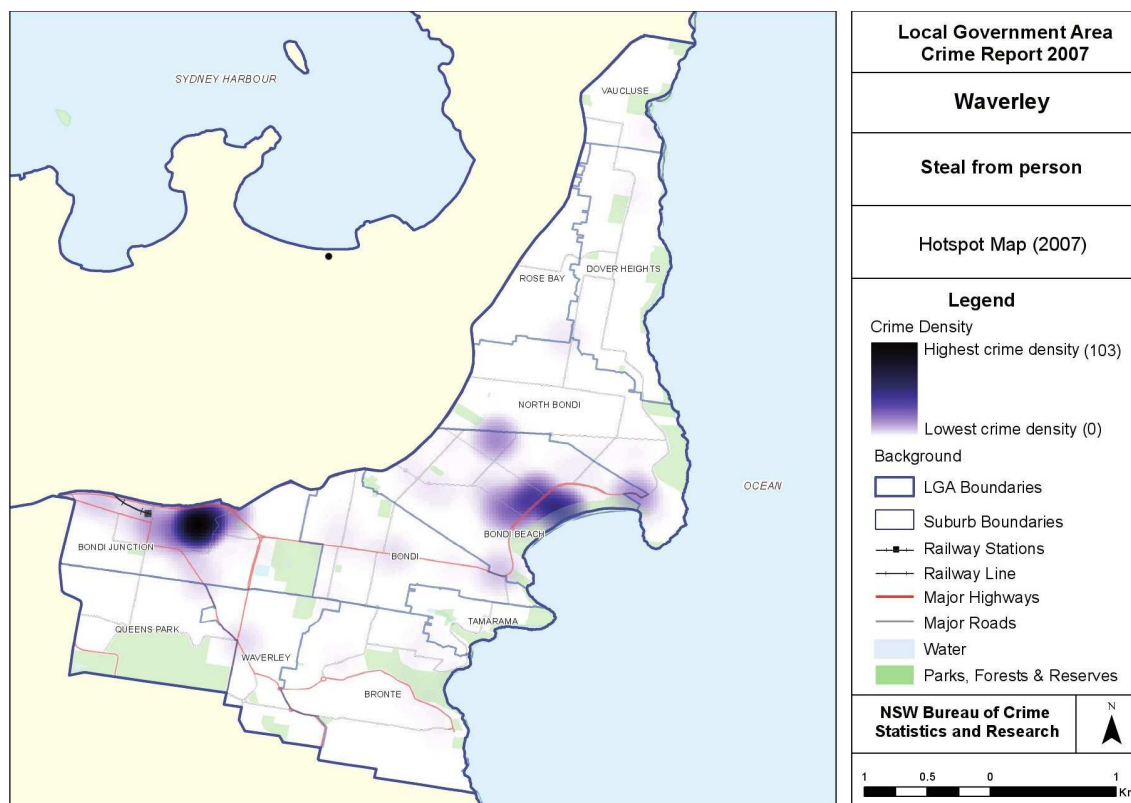 SYDNEY HARBOUR
VAUCLUSE
ROSE BAY
DOVER HEIGHTS
NORTH BONDI
OCEAN
BONDI BEACH
BONDI JUNCTION
BONDI
TAMARAMA
QUEENS PARK
WAVERLEY
BRONTE
Local Government Area
Crime Report 2007
Waverley
Steal from person
Hotspot Map (2007)
Legend
Crime Density
Highest crime density (103)
Lowest crime density (0)
Background
LGA Boundaries
Suburb Boundaries
Railway Stations
Railway Line
Major Highways
Major Roads
Water
Parks, Forests & Reserves
NSW Bureau of Crime
Statistics and Research
N
1 0.5 0 1
Km